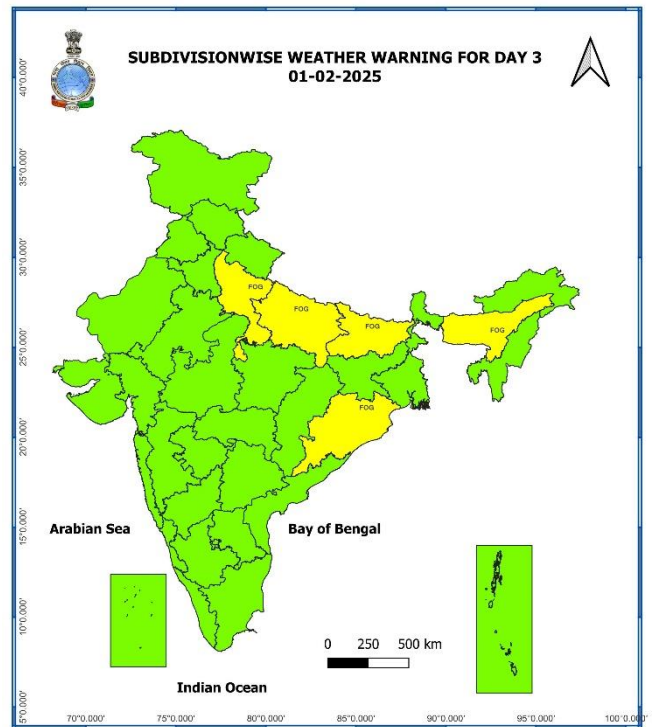 SUBDIVISIONWISE WEATHER WARNING FOR DAY 3
01-02-2025
40°0.000'
35°0.000'
30°0.000'
FOG
FOG
FOG
FOG
25°0.000'
FOG
20°0.000'
15°0.000'
Arabian Sea
Bay of Bengal
10°0.000'
0 250 500 km
Indian Ocean
5°0.000'
70°0.000' 75°0.000' 80°0.000' 85°0.000' 90°0.000' 95°0.000' 100°0.000'